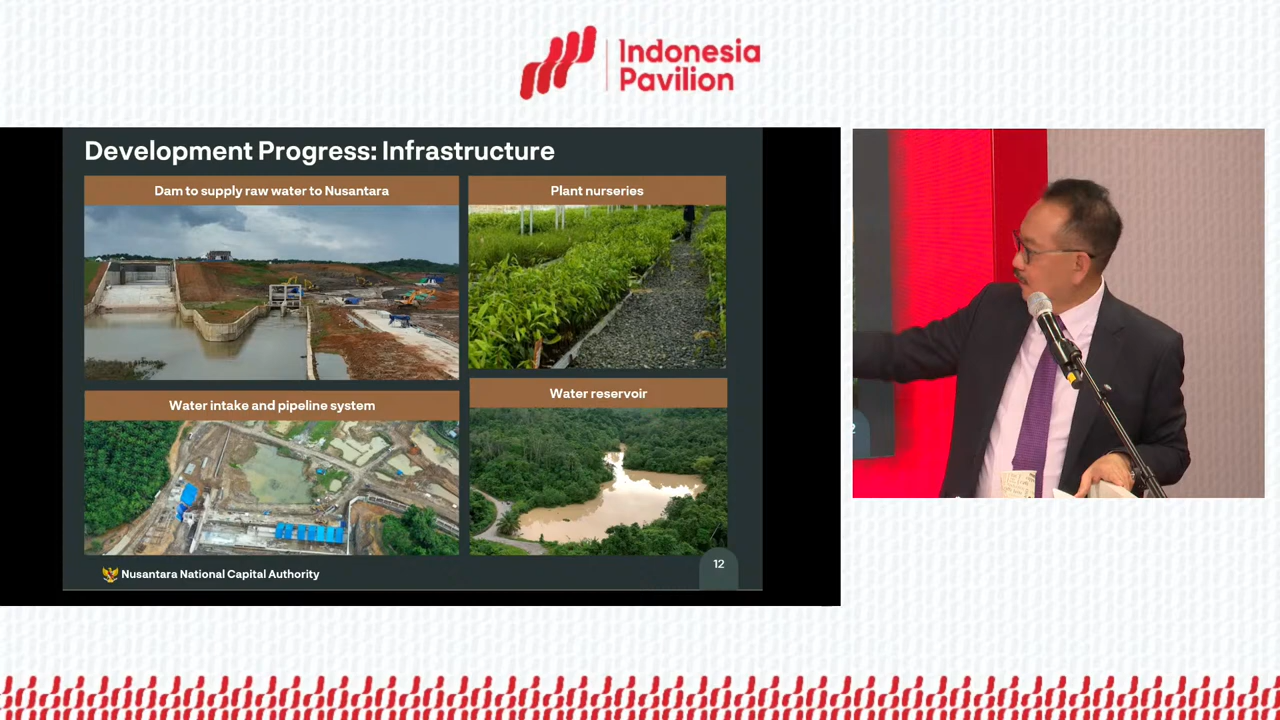 Indonesia
Pavilion
Development Progress: Infrastructure
Dam to supply raw water to Nusantara
Plant nurseries
Water intake and pipeline system
Water reservoir
Nusantara National Capital Authority
12
2